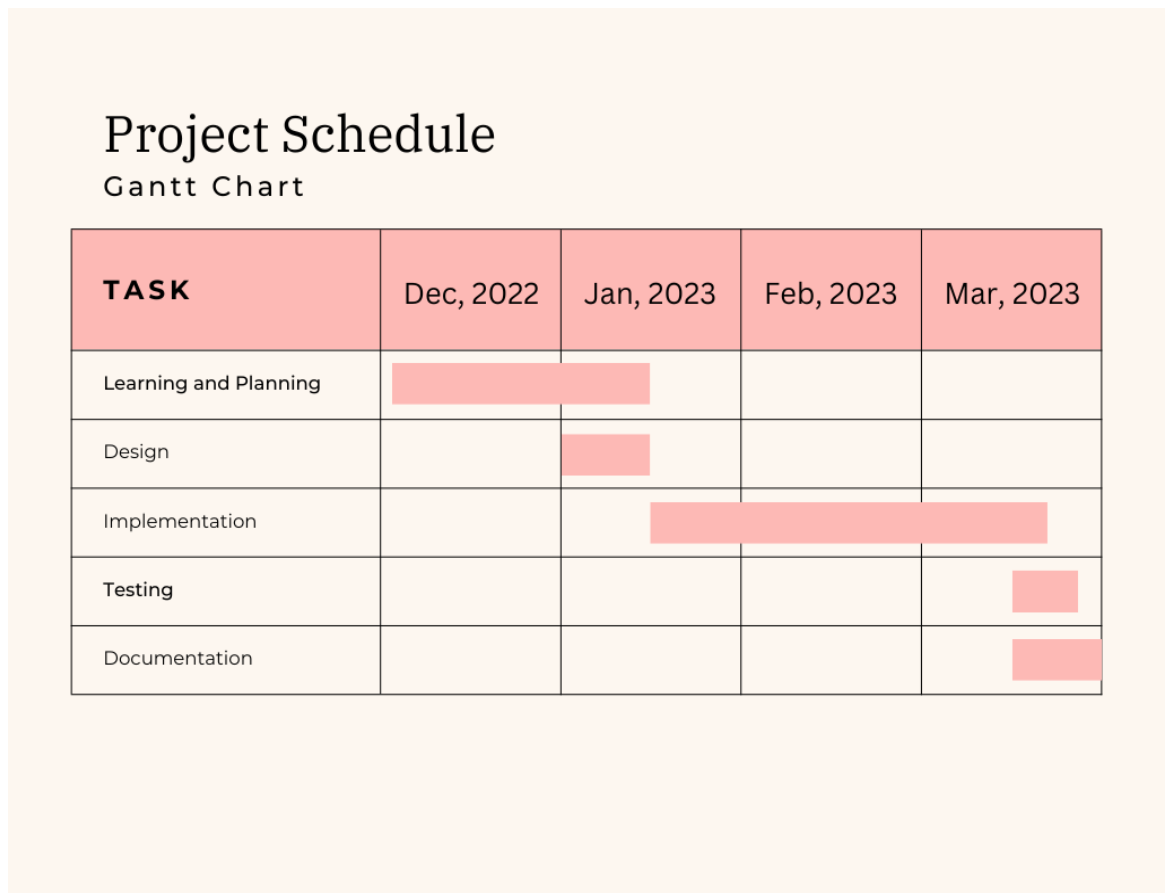 Project Schedule
Gantt Chart
TASK Dec, 2022 Jan, 2023 Feb, 2023 Mar, 2023
Learning and Planning
Design
Implementation
Testing
Documentation